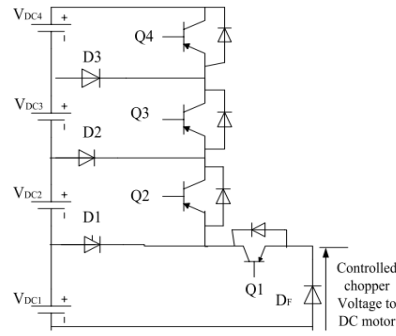 VDC4
Q4
D3
VDC3
Q3
D2
VDC2
Q2
D1
VDC1
Q1
DF
Controlled
chopper
Voltage to
DC motor